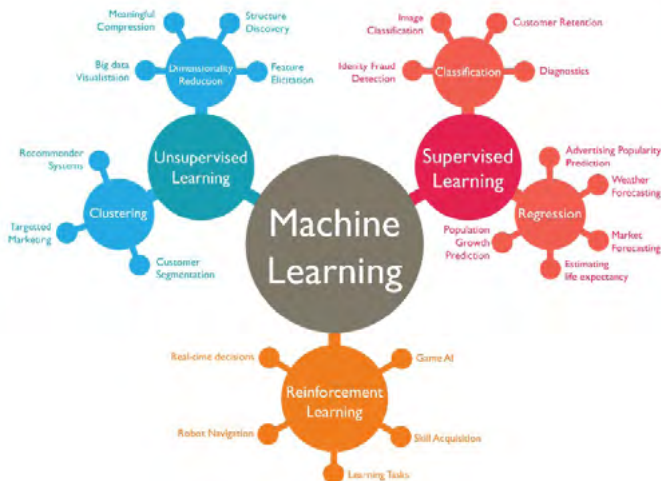 Meaningful
Compression
Structure
Discovery
Big data
Visualistaion
Dimensionality
Reduction
Feature
Elicitation
Recommender
Systems
Unsupervised
Learning
Clustering
Targetted
Marketing
Customer
Segmentation
Machine
Learning
Image
Classification
Customer Retention
Idenity Fraud
Detection
Classification
Diagnostics
Supervised
Learning
Advertising Popularity
Prediction
Weather
Forecasting
Regression
Population
Growth
Prediction
Market
Forecasting
Estimating
life expectancy
Real-time decisions
Game AI
Reinforcement
Learning
Robot Navigation
Skill Acquisition
Learning Tasks